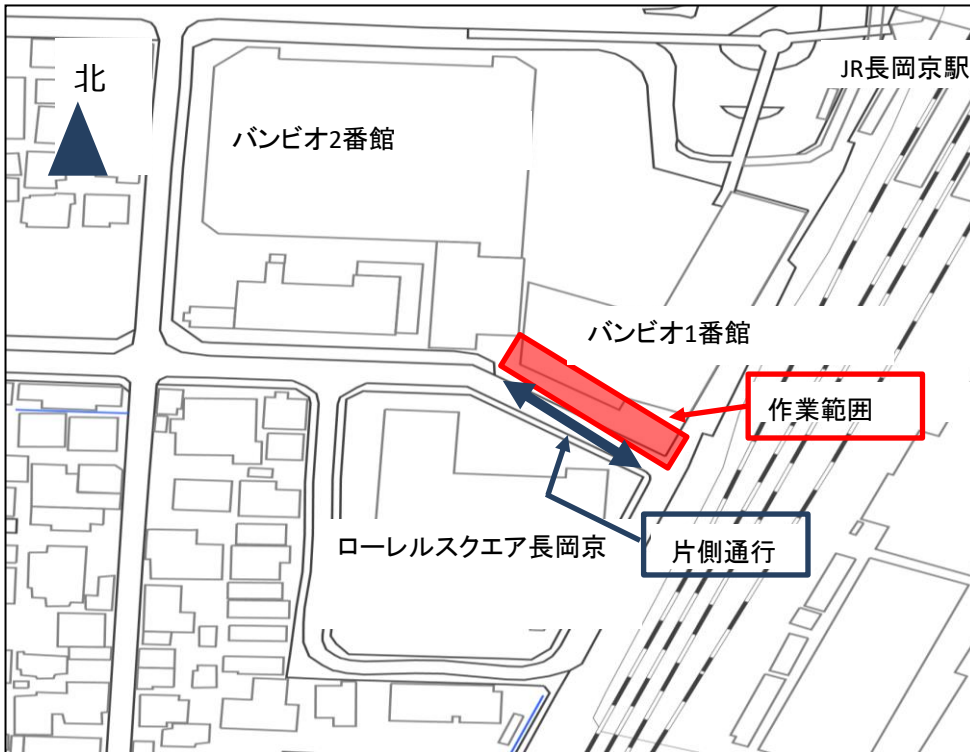 JR長岡京駅
北
バンビオ2番館
バンビオ1番館
作業範囲
ローレルスクエア長岡京
片側通行